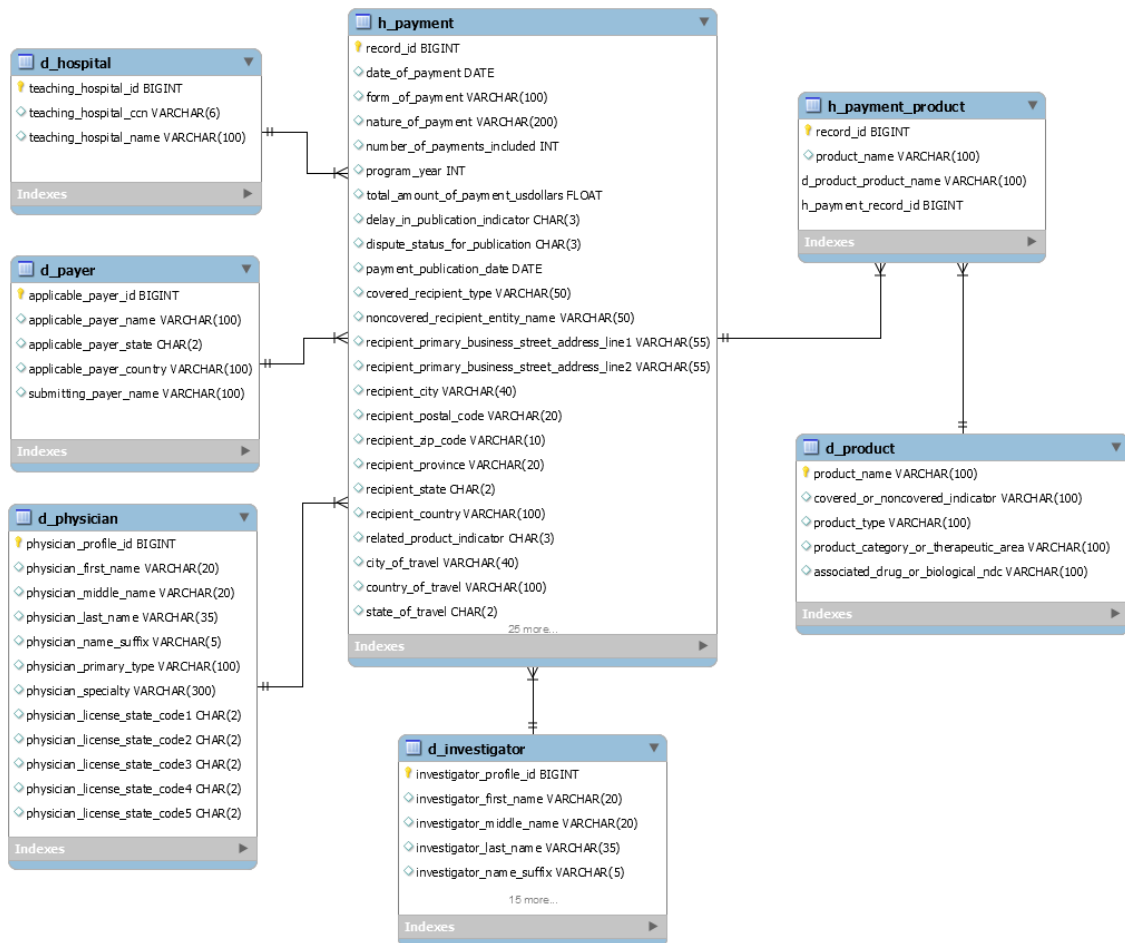 d_hospital
teaching_hospital_id BIGINT
teaching_hospital_ccn VARCHAR(6)
teaching_hospital_name VARCHAR(100)
Indexes
d_payer
applicable_payer_id BIGINT
applicable_payer_name VARCHAR(100)
applicable_payer_state CHAR(2)
applicable_payer_country VARCHAR(100)
submitting_payer_name VARCHAR(100)
Indexes
d_physician
physician_profile_id BIGINT
physician_first_name VARCHAR(20)
physician_middle_name VARCHAR(20)
physician_last_name VARCHAR(35)
physician_name_suffix VARCHAR(5)
physician_primary_type VARCHAR(100)
physician_specialty VARCHAR(300)
physician_license_state_code1 CHAR(2)
physician_license_state_code2 CHAR(2)
physician_license_state_code3 CHAR(2)
physician_license_state_code4 CHAR(2)
physician_license_state_code5 CHAR(2)
Indexes
h_payment
record_id BIGINT
date_of_payment DATE
form_of_payment VARCHAR(100)
nature_of_payment VARCHAR(200)
number_of_payments_included INT
program_year INT
total_amount_of_payment_usdollars FLOAT
delay_in_publication_indicator CHAR(3)
dispute_status_for_publication CHAR(3)
payment_publication_date DATE
covered_recipient_type VARCHAR(50)
noncovered_recipient_entity_name VARCHAR(50)
recipient_primary_business_street_address_line1 VARCHAR(55)
recipient_primary_business_street_address_line2 VARCHAR(55)
recipient_city VARCHAR(40)
recipient_postal_code VARCHAR(20)
recipient_zip_code VARCHAR(10)
recipient_province VARCHAR(20)
recipient_state CHAR(2)
recipient_country VARCHAR(100)
related_product_indicator CHAR(3)
city_of_travel VARCHAR(40)
country_of_travel VARCHAR(100)
state_of_travel CHAR(2)
25 more...
Indexes
d_investigator
investigator_profile_id BIGINT
investigator_first_name VARCHAR(20)
investigator_middle_name VARCHAR(20)
investigator_last_name VARCHAR(35)
investigator_name_suffix VARCHAR(5)
15 more...
Indexes
h_payment_product
record_id BIGINT
product_name VARCHAR(100)
d_product_product_name VARCHAR(100)
h_payment_record_id BIGINT
Indexes
d_product
product_name VARCHAR(100)
covered_or_noncovered_indicator VARCHAR(100)
product_type VARCHAR(100)
product_category_or_therapeutic_area VARCHAR(100)
associated_drug_or_biological_ndc VARCHAR(100)
Indexes